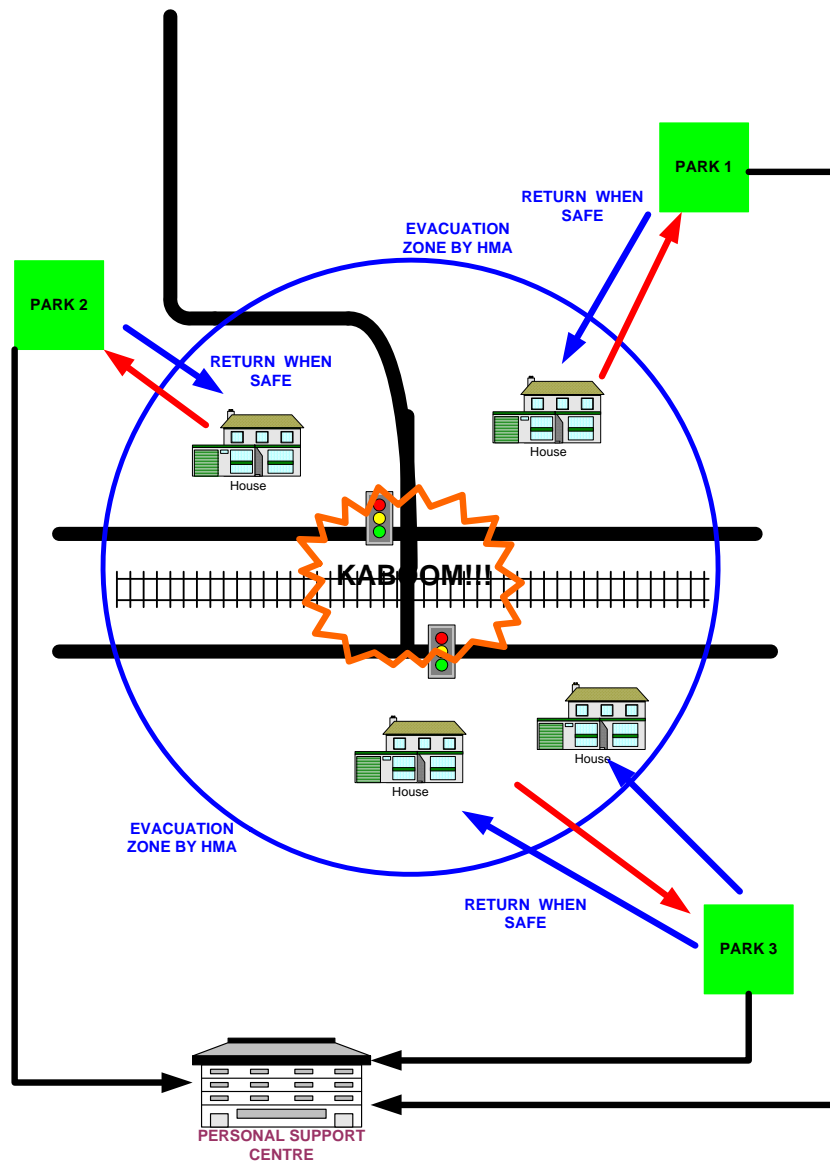 PARK 1
RETURN WHEN
SAFE
EVACUATION
ZONE BY HMA
PARK 2
RETURN WHEN
SAFE
House
House
KABOOM!!!
House
House
EVACUATION
ZONE BY HMA
RETURN WHEN
SAFE
PARK 3
PERSONAL SUPPORT
CENTRE